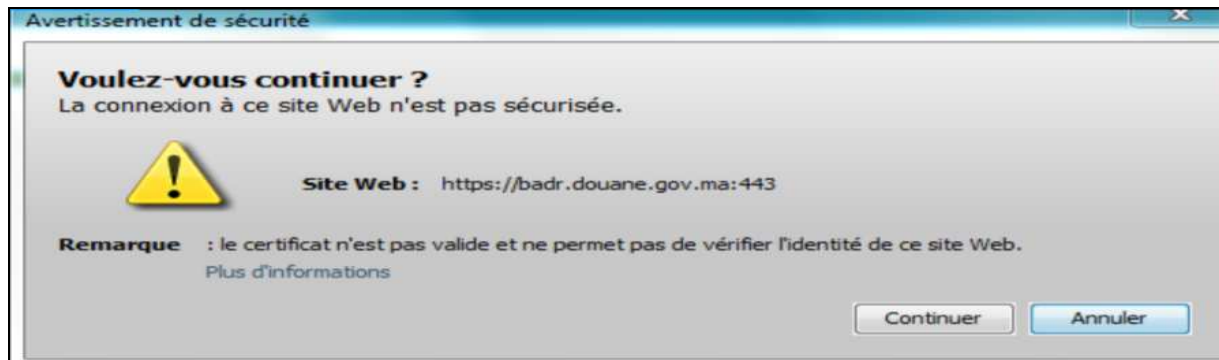 Avertissement de sécurité
Voulez-vous continuer ?
La connexion à ce site Web n'est pas sécurisée.
Site Web : https://badr.douane.gov.ma:443
Remarque : le certificat n'est pas valide et ne permet pas de vérifier l'identité de ce site Web.
Plus d'informations
Continuer Annuler